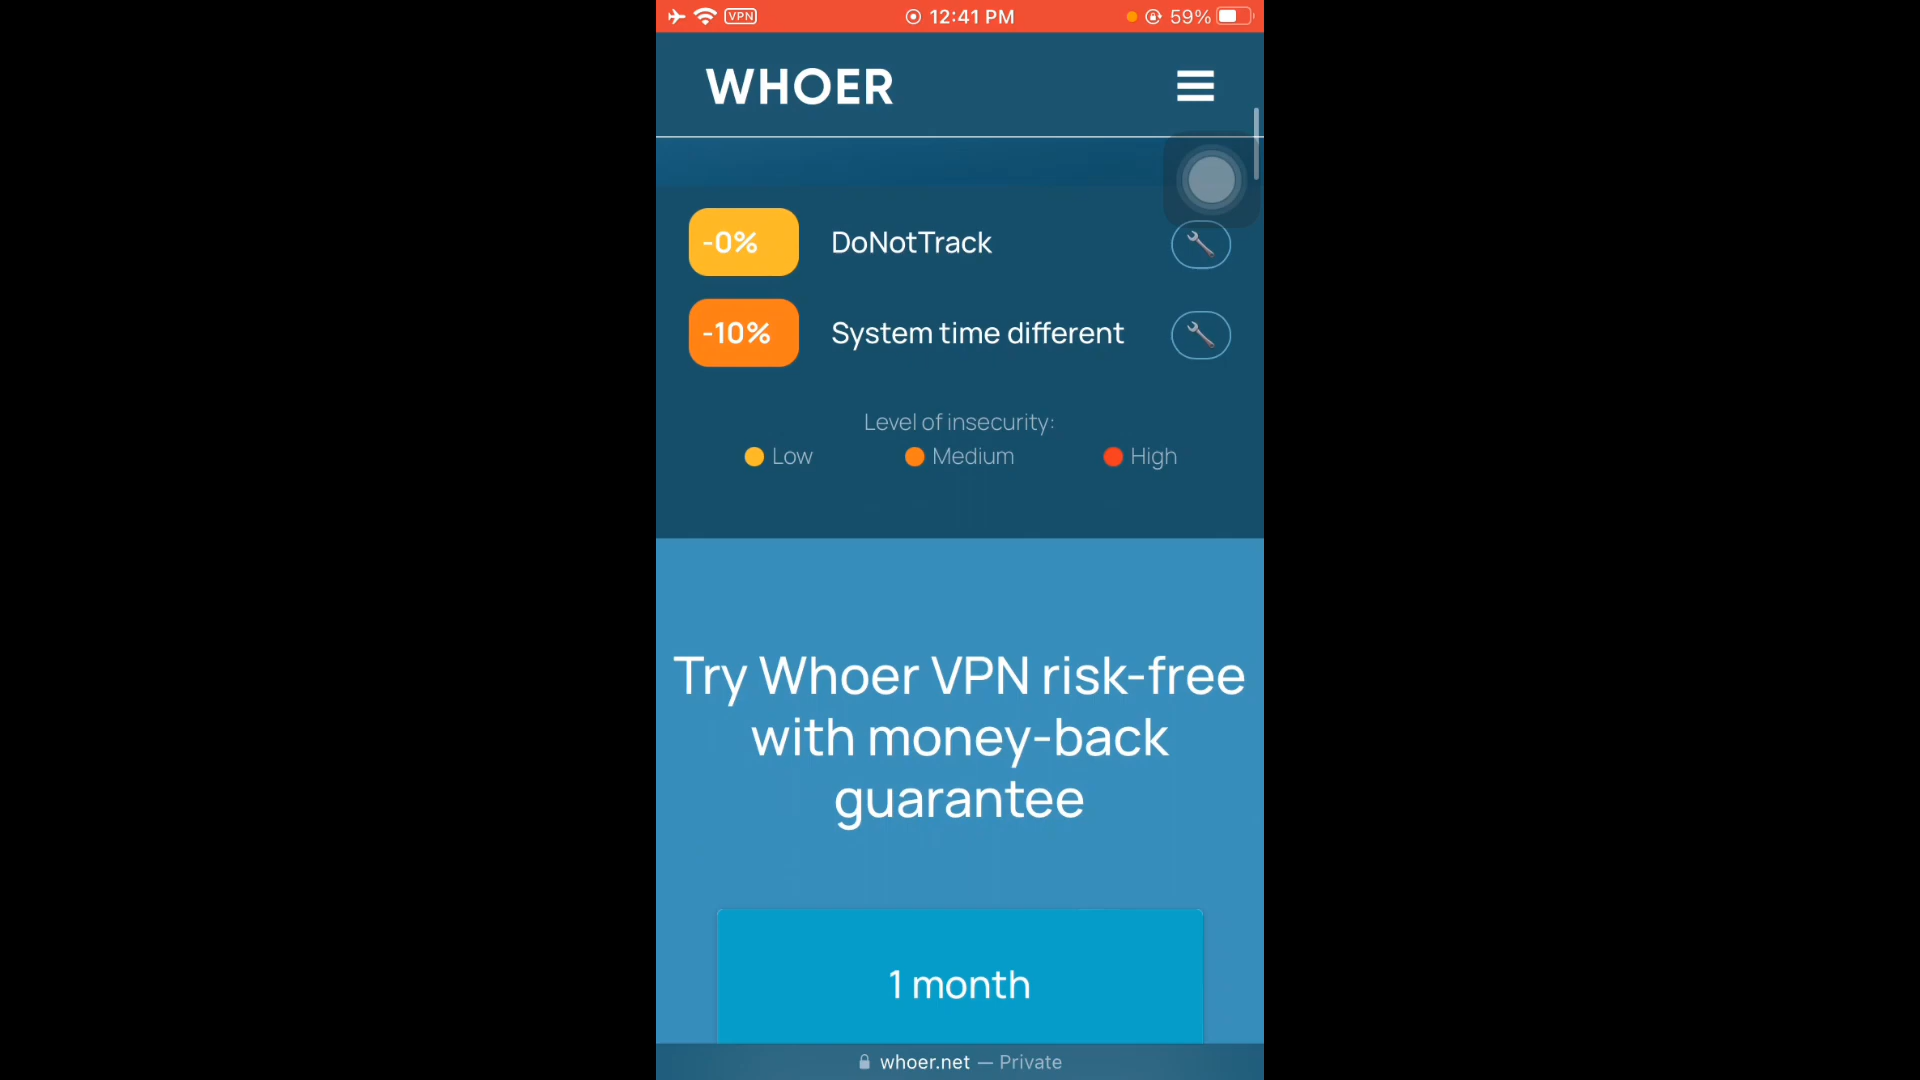 VPN 12:41 PM 59%
WHOER
-0% DoNotTrack
-10% System time different
Level of insecurity:
Low Medium High
Try Whoer VPN risk-free
with money-back
guarantee
1 month
whoer.net — Private